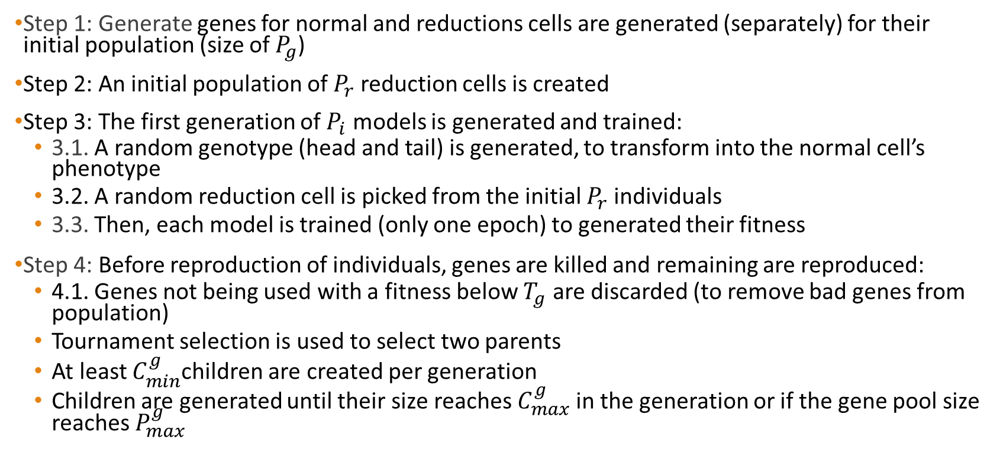 •Step 1: Generate genes for normal and reductions cells are generated (separately) for their
initial population (size of $P_g$)
•Step 2: An initial population of $P_r$ reduction cells is created
•Step 3: The first generation of $P_i$ models is generated and trained:
• 3.1. A random genotype (head and tail) is generated, to transform into the normal cell’s
phenotype
• 3.2. A random reduction cell is picked from the initial $P_r$ individuals
• 3.3. Then, each model is trained (only one epoch) to generated their fitness
•Step 4: Before reproduction of individuals, genes are killed and remaining are reproduced:
• 4.1. Genes not being used with a fitness below $T_g$ are discarded (to remove bad genes from
population)
• Tournament selection is used to select two parents
• At least $C_{min}^g$ children are created per generation
• Children are generated until their size reaches $C_{max}^g$ in the generation or if the gene pool size
reaches $P_{max}^g$